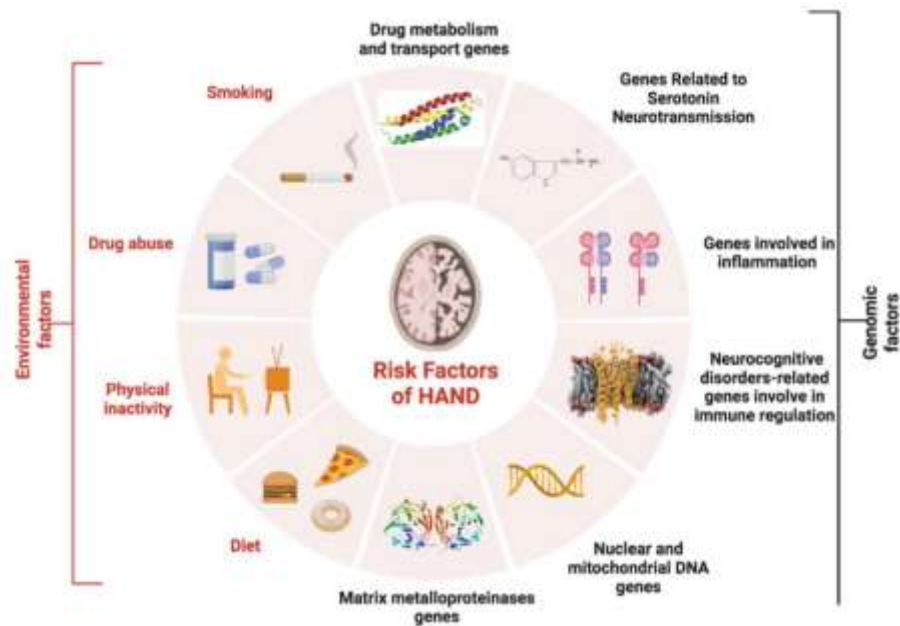 Drug metabolism
and transport genes
Smoking
Genes Related to
Serotonin
Neurotransmission
Drug abuse
Genes involved in
inflammation
Environmental
factors
Genomic
factors
Risk Factors
of HAND
Physical
inactivity
Neurocognitive
disorders-related
genes involve in
immune regulation
Diet
Nuclear and
mitochondrial DNA
genes
Matrix metalloproteinases
genes